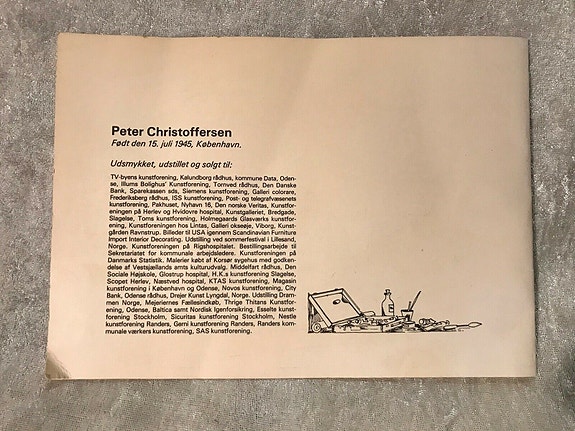 Peter Christoffersen
Født den 15. juli 1945, København.
Udsmykket, udstillet og solgt til:
TV-byens kunstforening, Kalundborg rådhus, kommune Data, Oden-
se, Illums Bolighus' Kunstforening, Tornved rådhus, Den Danske
Bank, Sparekassen sds, Siemens kunstforening, Galleri colorare,
Frederiksberg rådhus, ISS kunstforening, Post- og telegrafvæsenets
kunstforening, Pakhuset, Nyhavn 16, Den norske Veritas, Kunstfor-
eningen på Herlev og Hvidovre hospital, Kunstgalleriet, Bredgade,
Slagelse, Toms kunstforening, Holmegaards Glasværks kunstfor-
ening, Kunstforeningen hos Lintas, Galleri okseøje, Viborg, Kunst-
gården Ravnstrup. Billeder til USA igennem Scandinavian Furniture
Import Interior Decorating. Udstilling ved sommerfestival i Lillesand,
Norge. Kunstforeningen på Rigshospitalet. Bestillingsarbejde til
Sekretariatet for kommunale arbejdsledere. Kunstforeningen på
Danmarks Statistik. Malerier købt af Korsør sygehus med godken-
delse af Vestsjællands amts kulturudvalg. Middelfart rådhus, Den
Sociale Højskole, Glostrup hospital, H.K.s kunstforening Slagelse,
Scopet Herlev, Næstved hospital, KTAS kunstforening, Magasin
kunstforening i København og Odense, Novos kunstforening, City
Bank, Odense rådhus, Drejer Kunst Lyngdal, Norge. Udstilling Dram-
men Norge, Mejeriernes Fællesindkøb, Thrige Thitans Kunstfor-
ening, Odense, Baltica samt Nordisk Genforsikring, Esselte kunst-
forening Stockholm, Sicuritas kunstforening Stockholm, Nestle
kunstforening Randers, Gerni kunstforening Randers, Randers kom-
munale værkers kunstforening, SAS kunstforening.